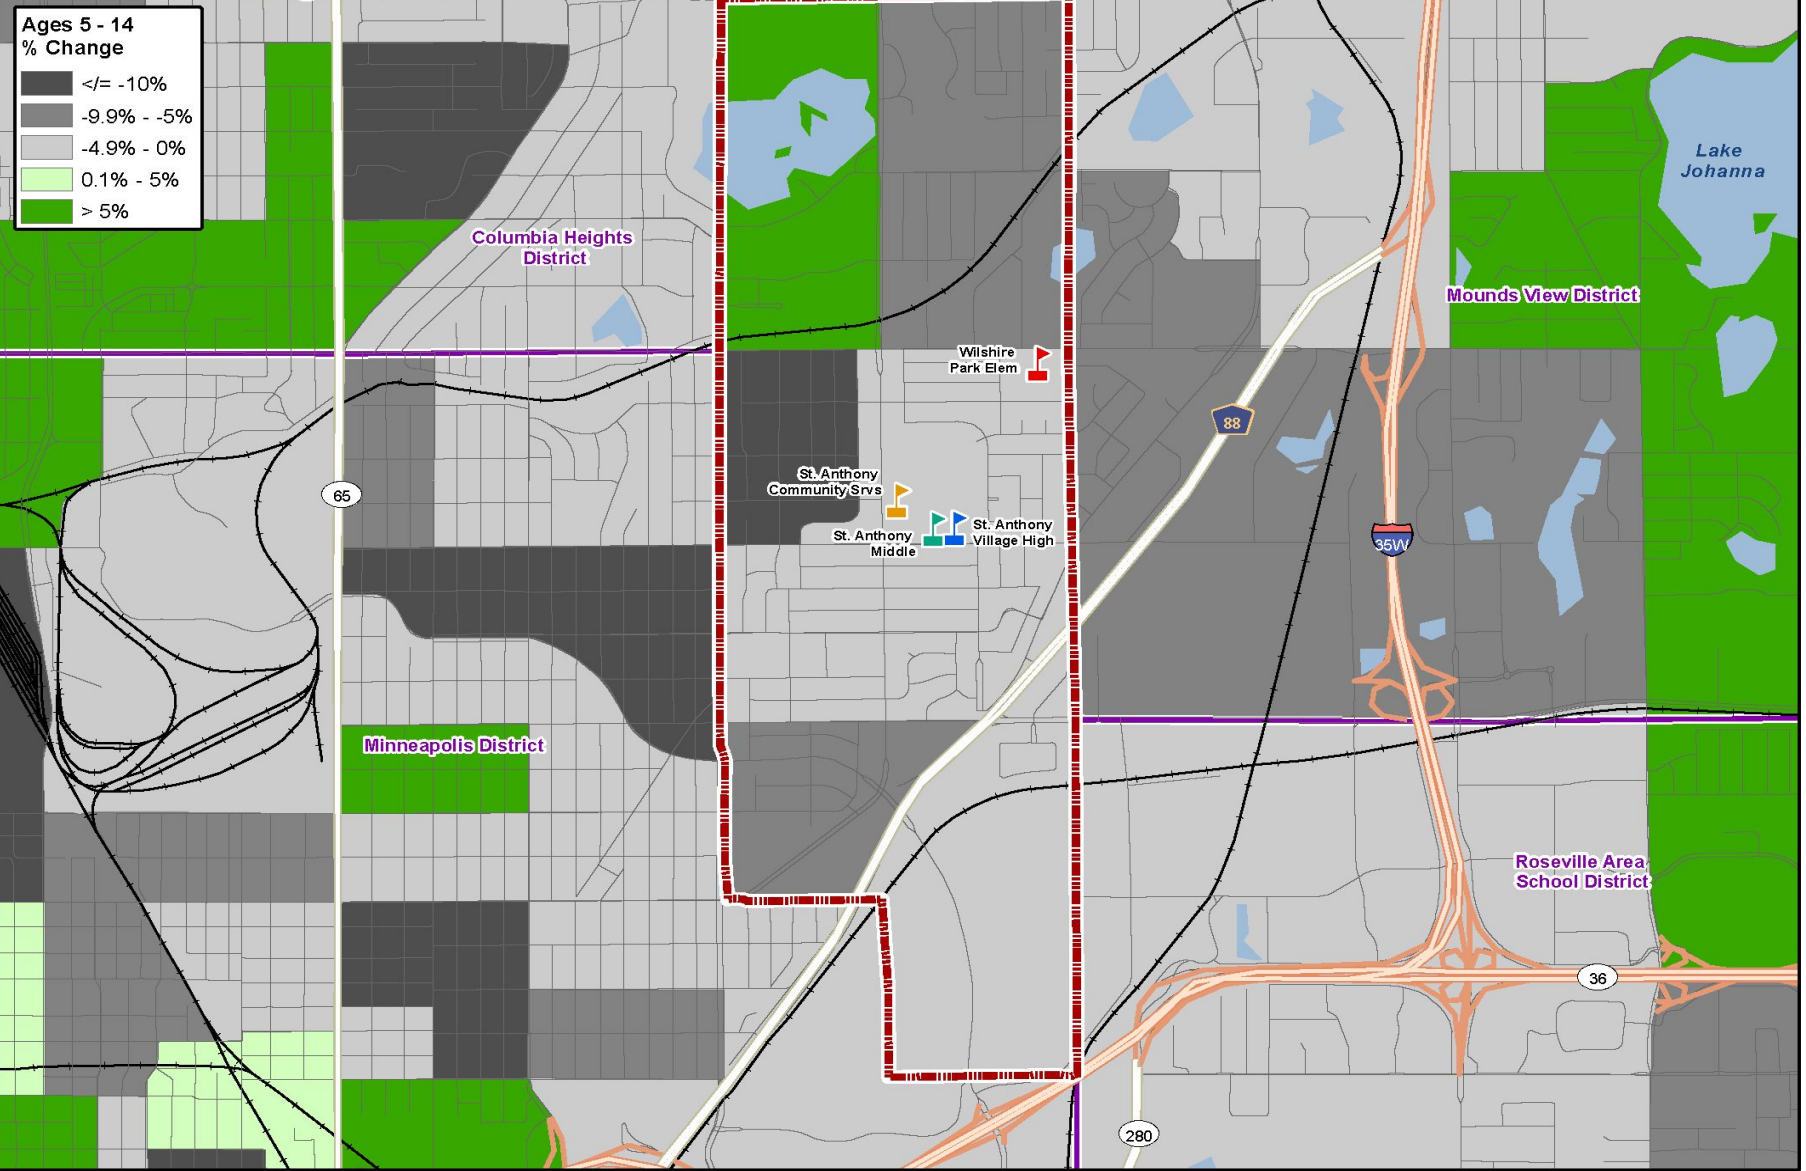 Ages 5 - 14
% Change
</= -10%
-9.9% - -5%
-4.9% - 0%
0.1% - 5%
> 5%
Lake
Johanna
Columbia Heights
District
Mounds View District
Wilshire
Park Elem
88
St. Anthony
Community Srvs
65
St. Anthony
Village High
St. Anthony
Middle
35W
Minneapolis District
Roseville Area
School District
36
280